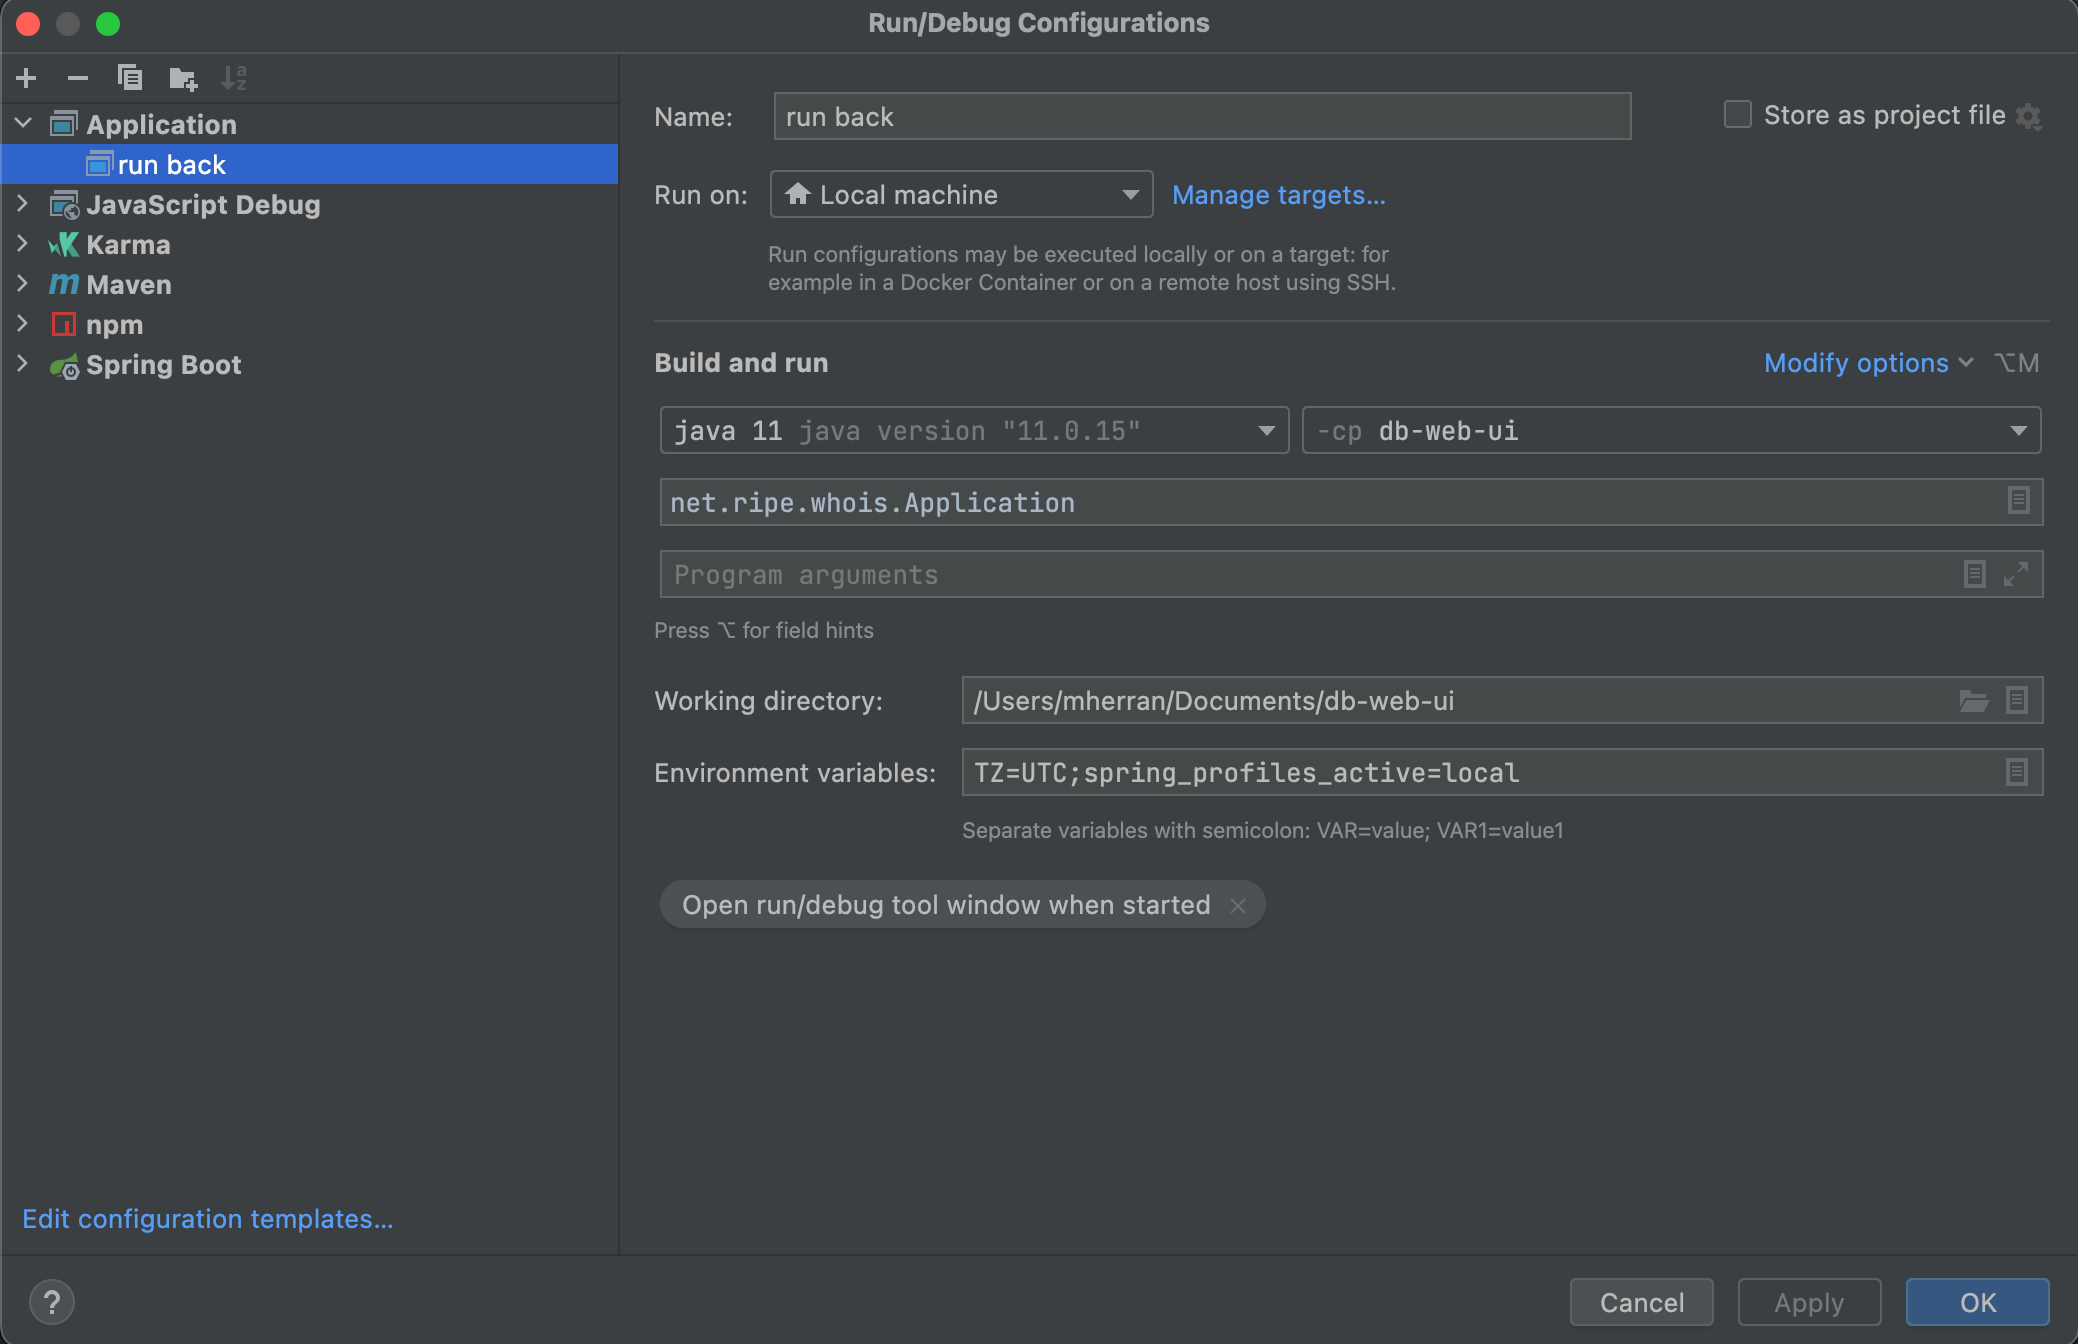 Run/Debug Configurations
Application
run back
JavaScript Debug
Karma
Maven
npm
Spring Boot
Edit configuration templates...
Name: run back Store as project file
Run on: Local machine Manage targets...
Run configurations may be executed locally or on a target: for
example in a Docker Container or on a remote host using SSH.
Build and run Modify options ⌥M
java 11 java version "11.0.15" -cp db-web-ui
net.ripe.whois.Application
Program arguments
Press ⌥ for field hints
Working directory: /Users/mherran/Documents/db-web-ui
Environment variables: TZ=UTC;spring_profiles_active=local
Separate variables with semicolon: VAR=value; VAR1=value1
Open run/debug tool window when started
? Cancel Apply OK